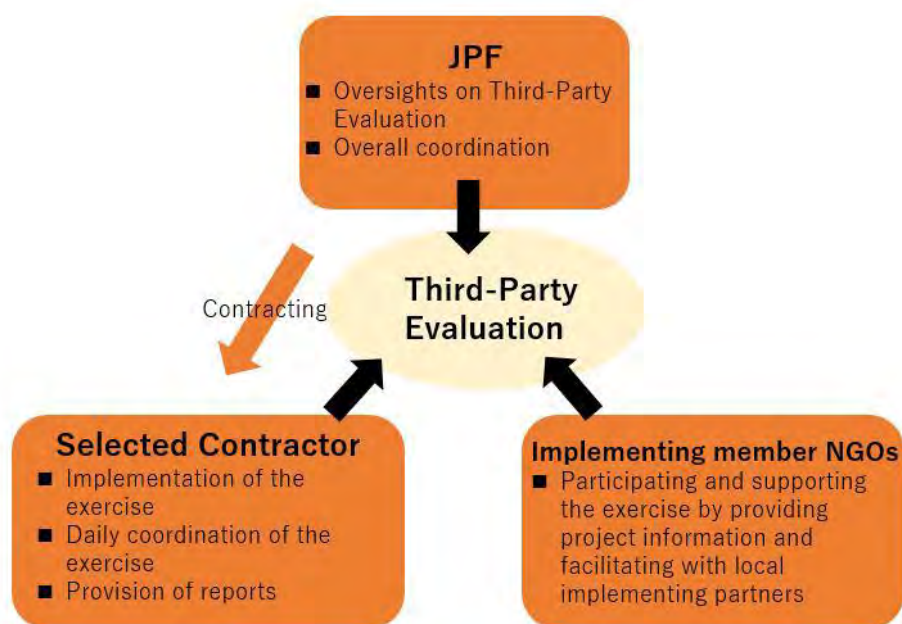 JPF
■ Oversights on Third-Party
Evaluation
■ Overall coordination
Contracting
Third-Party
Evaluation
Selected Contractor
■ Implementation of the
exercise
■ Daily coordination of the
exercise
■ Provision of reports
Implementing member NGOs
■ Participating and supporting
the exercise by providing
project information and
facilitating with local
implementing partners